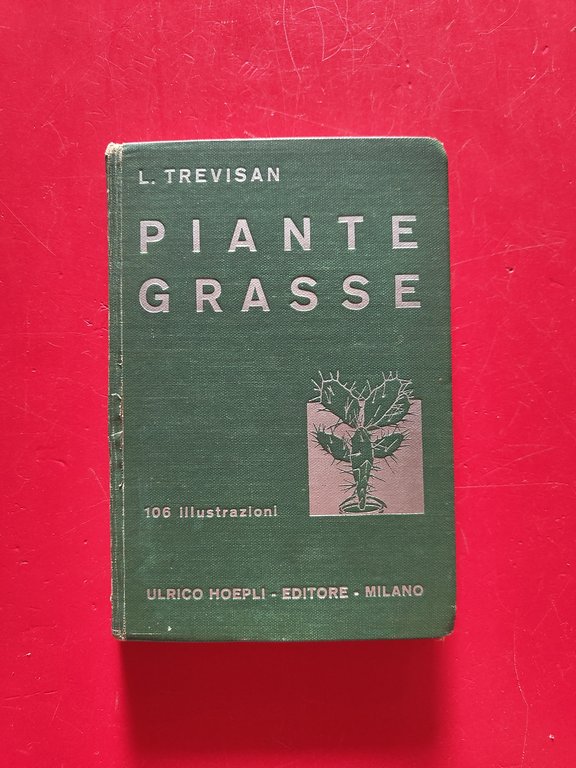 L. TREVISAN
PIANTE
GRASSE
106 illustrazioni
ULRICO HOEPLI - EDITORE - MILANO